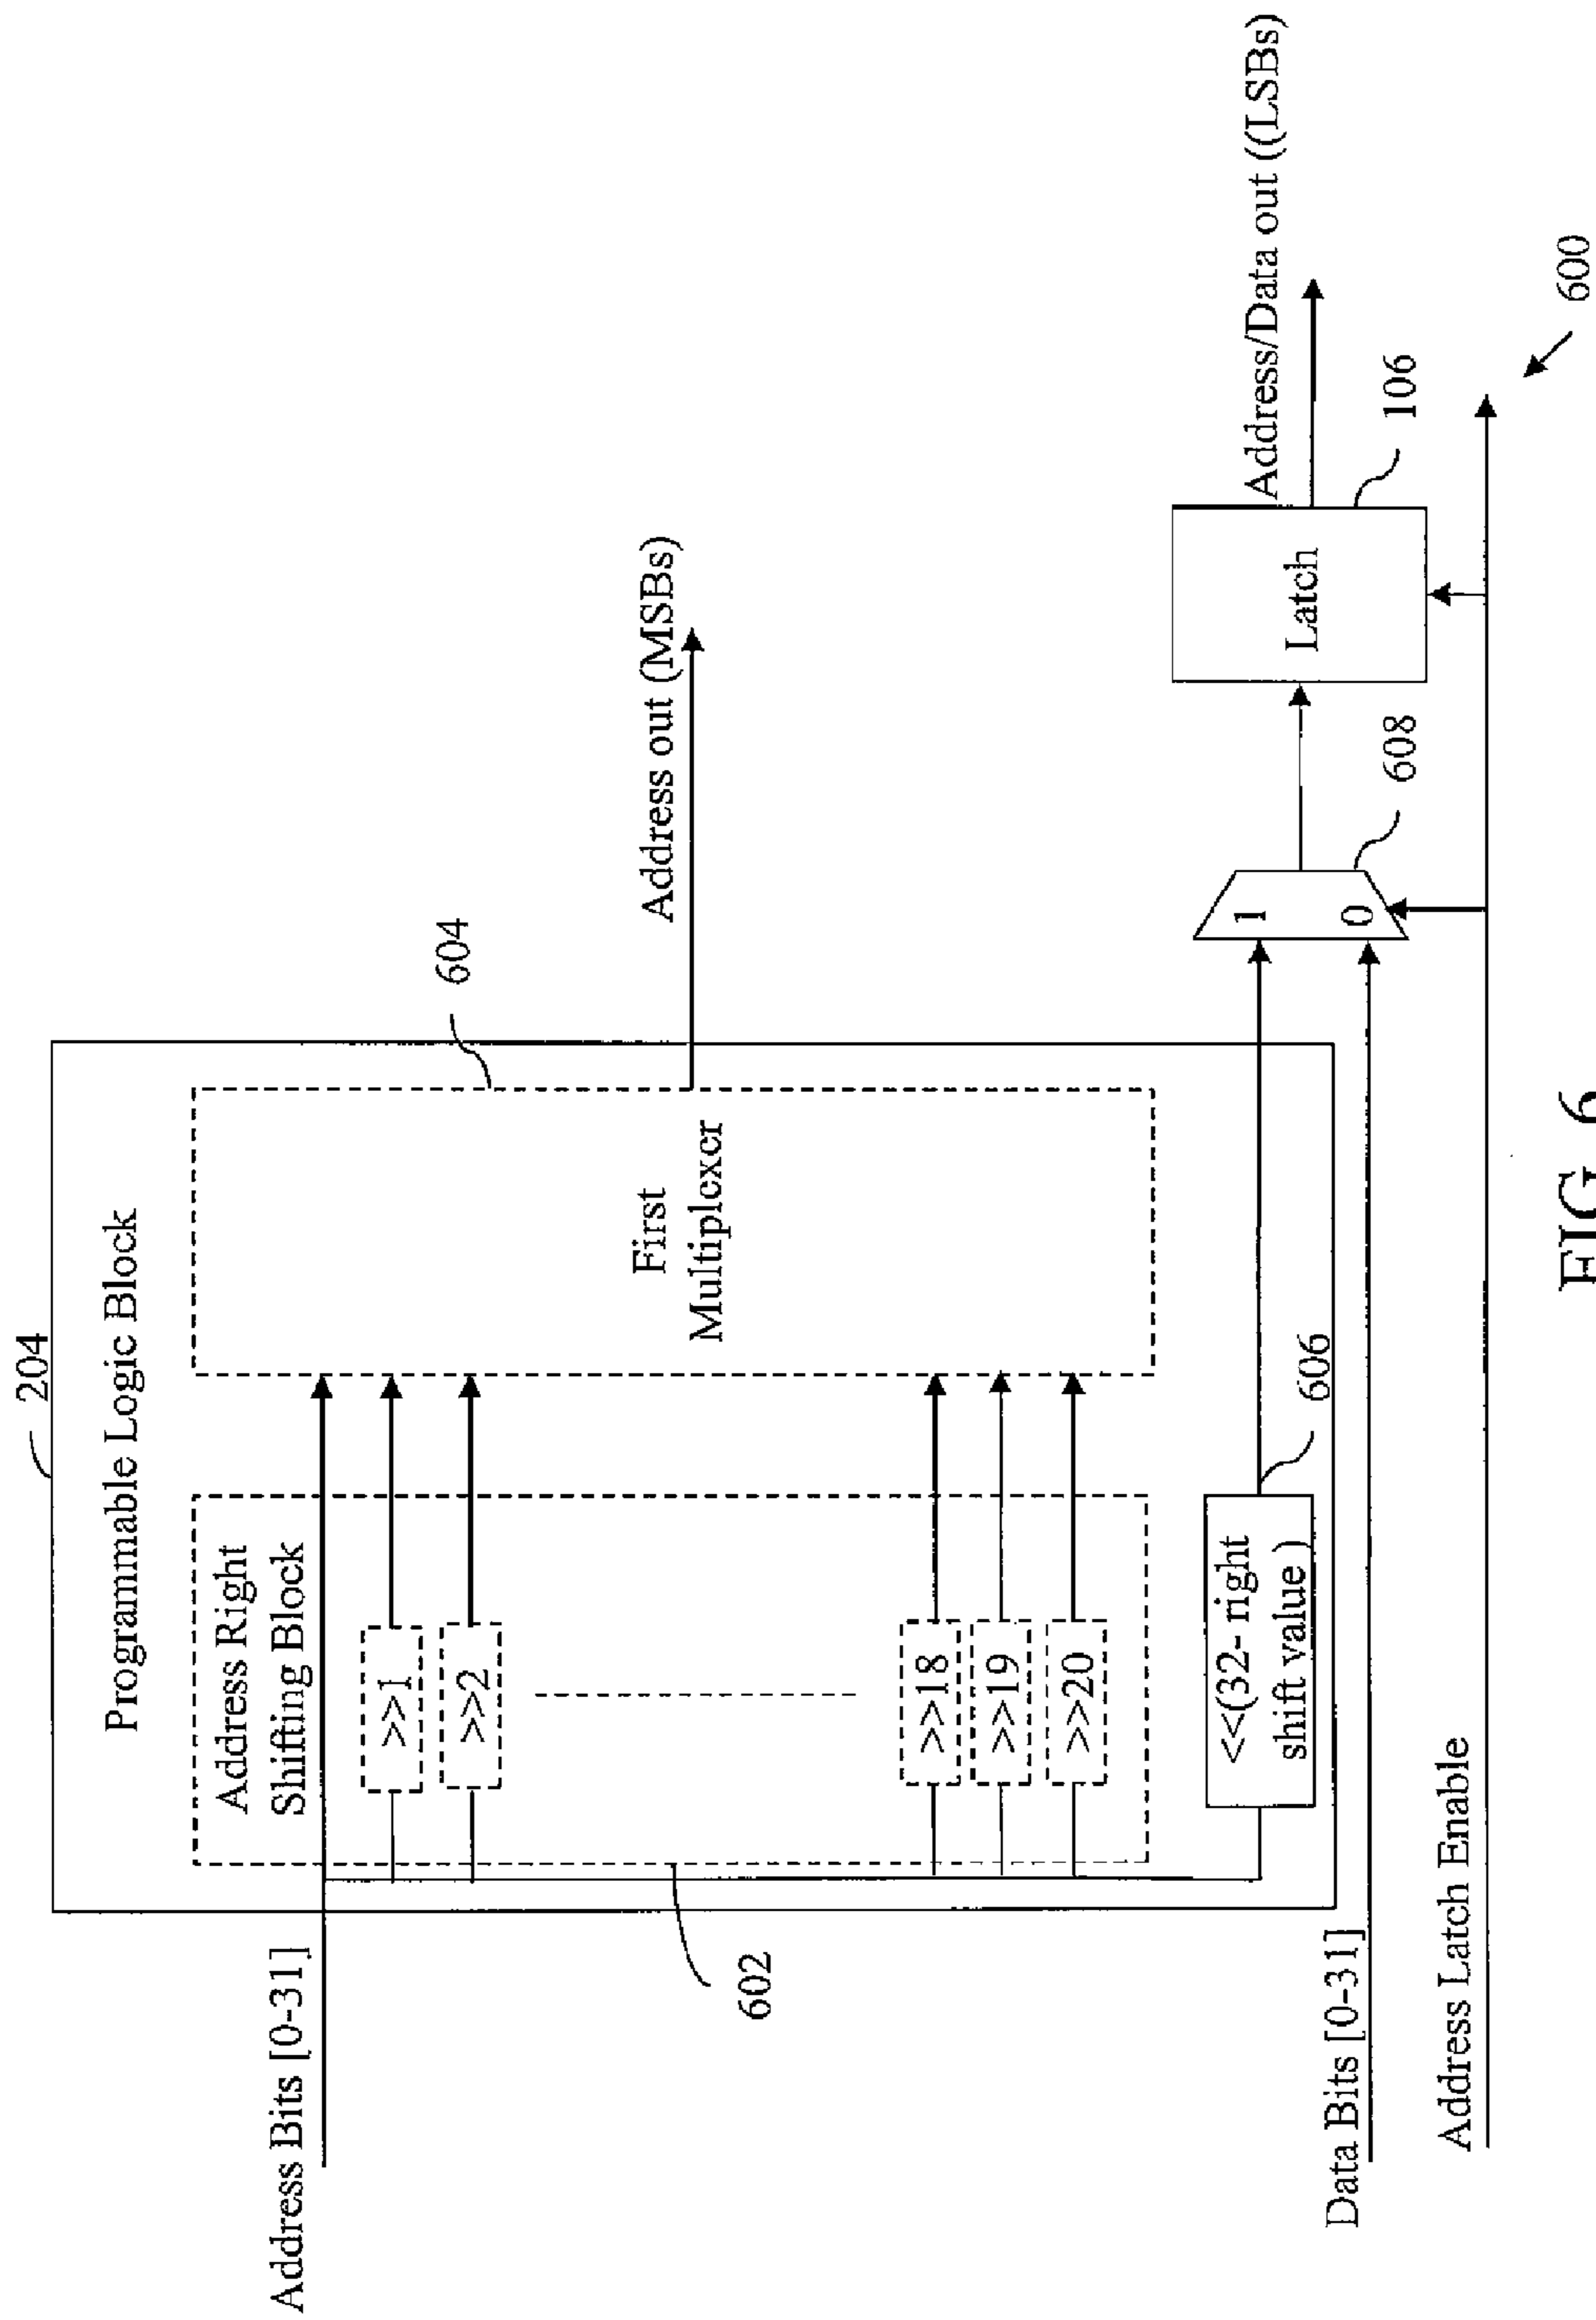 204
Programmable Logic Block
Address Bits [0-31]
Address Right
Shifting Block
>>1
>>2
>>18
>>19
>>20
602
First
Multiplexer
604
Address out (MSBs)
<<(32- right
shift value )
606
Data Bits [0-31]
Address Latch Enable
1
0
608
Latch
106
Address/Data out ((LSBs)
600
FIG. 6